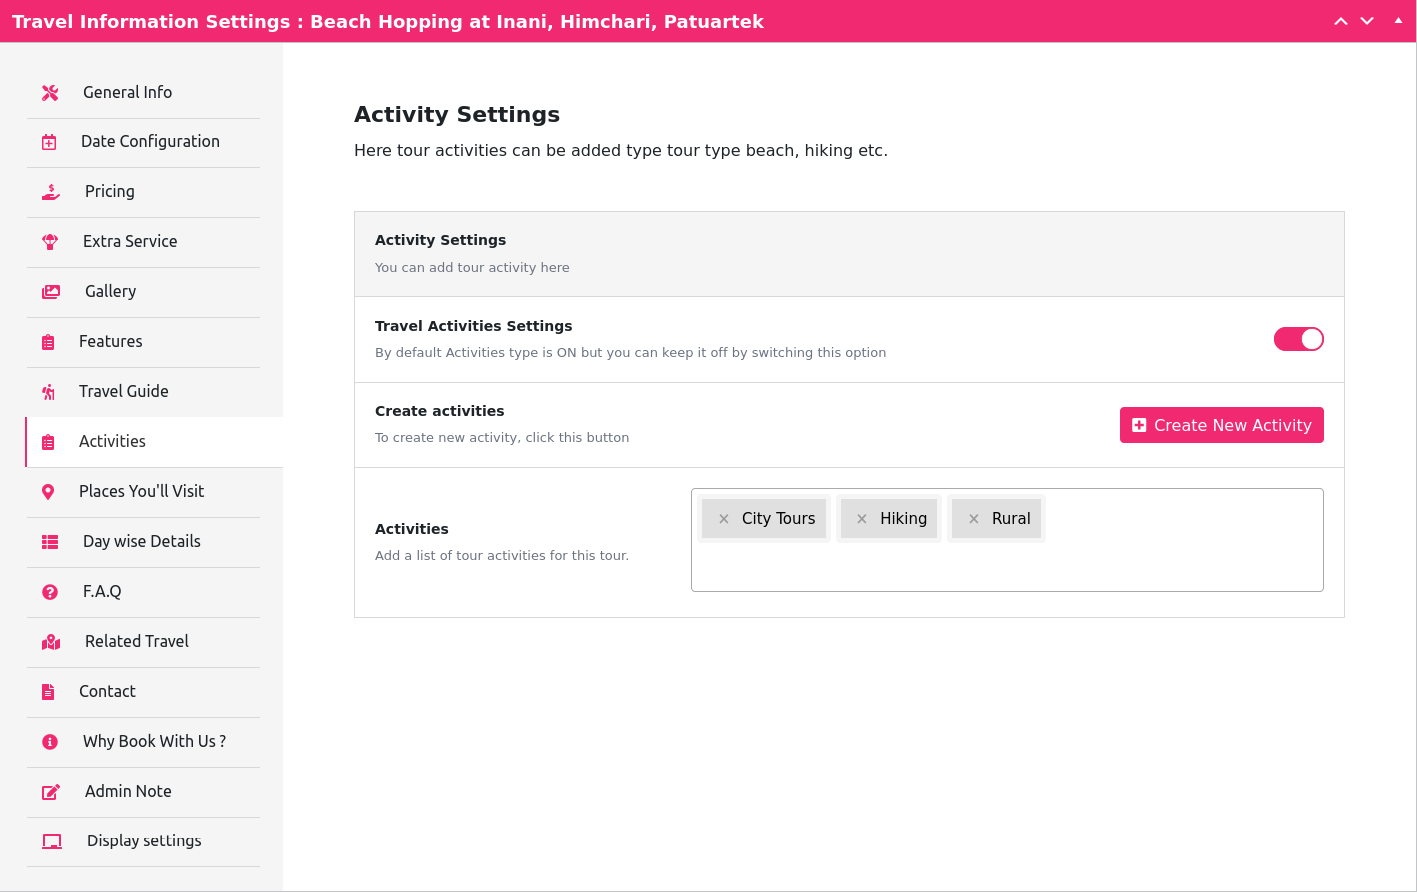 Travel Information Settings : Beach Hopping at Inani, Himchari, Patuartek
General Info
Date Configuration
Pricing
Extra Service
Gallery
Features
Travel Guide
Activities
Places You'll Visit
Day wise Details
F.A.Q
Related Travel
Contact
Why Book With Us ?
Admin Note
Display settings
Activity Settings
Here tour activities can be added type tour type beach, hiking etc.
Activity Settings
You can add tour activity here
Travel Activities Settings
By default Activities type is ON but you can keep it off by switching this option
Create activities
To create new activity, click this button
Create New Activity
Activities
Add a list of tour activities for this tour.
× City Tours × Hiking × Rural